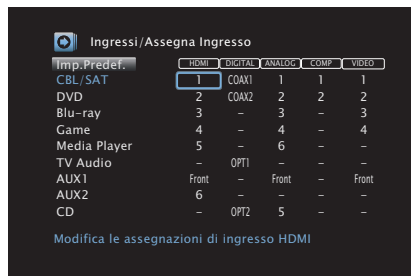 Ingressi/Assegna Ingresso
Imp.Predef. HDMI DIGITAL ANALOG COMP VIDEO
CBL/SAT 1 COAX1 1 1 1
DVD 2 COAX2 2 2 2
Blu-ray 3 – 3 – 3
Game 4 – 4 – 4
Media Player 5 – 6 – –
TV Audio – OPT1 – – –
AUX1 Front – Front – Front
AUX2 6 – – – –
CD – OPT2 5 – –
Modifica le assegnazioni di ingresso HDMI